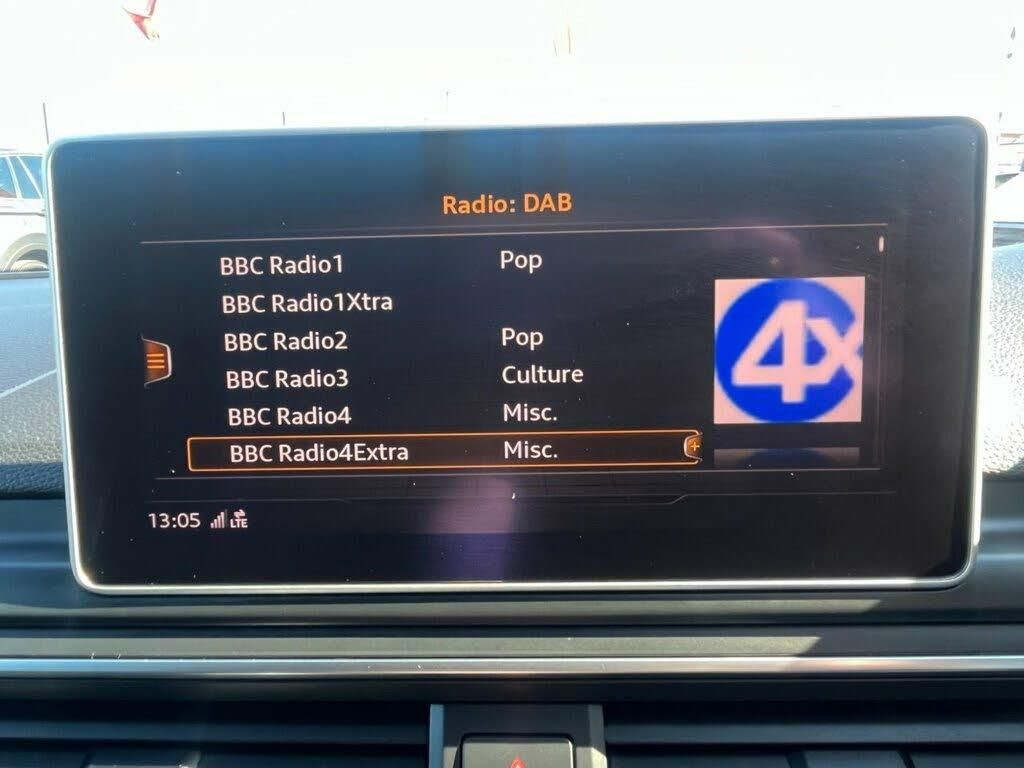 Radio: DAB
BBC Radio1 Pop
BBC Radio1Xtra
BBC Radio2 Pop
BBC Radio3 Culture
BBC Radio4 Misc.
BBC Radio4Extra Misc.
4x
13:05 LTE